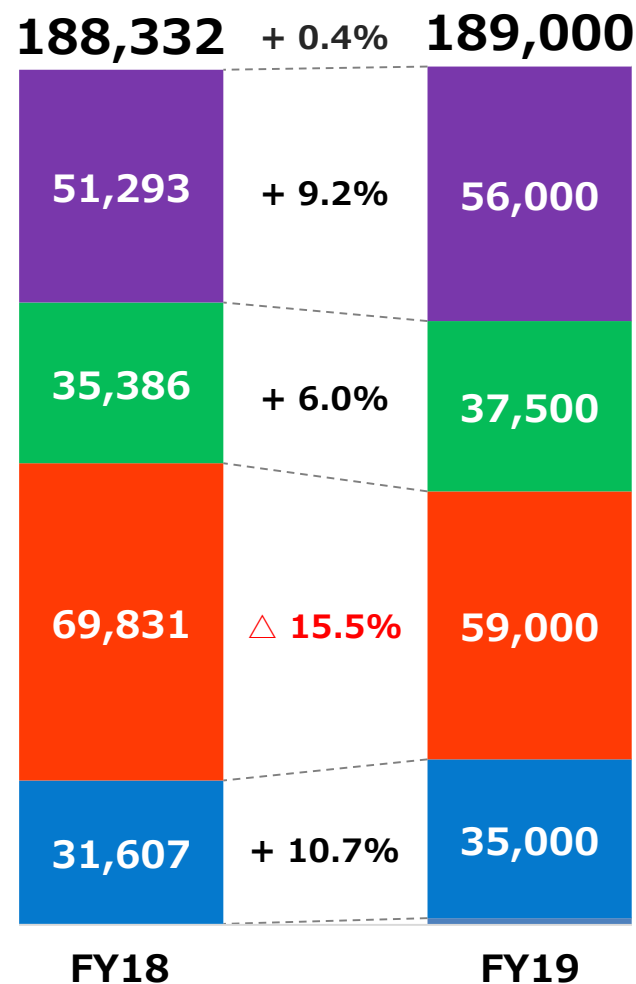 188,332 + 0.4% 189,000
51,293 + 9.2% 56,000
35,386 + 6.0% 37,500
69,831 △ 15.5% 59,000
31,607 + 10.7% 35,000
FY18 FY19